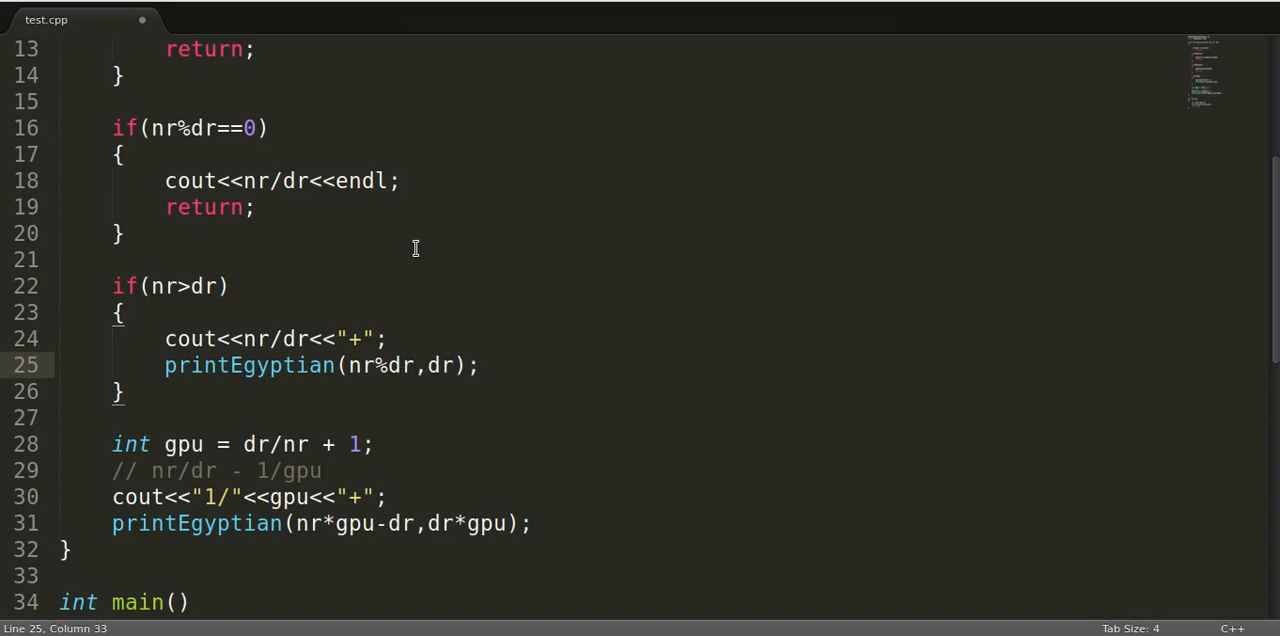 test.cpp
13 return;
14 }
15
16 if(nr%dr==0)
17 {
18 cout<<nr/dr<<endl;
19 return;
20 }
21
22 if(nr>dr)
23 {
24 cout<<nr/dr<<"+";
25 printEgyptian(nr%dr,dr);
26 }
27
28 int gpu = dr/nr + 1;
29 // nr/dr - 1/gpu
30 cout<<"1/"<<gpu<<"+";
31 printEgyptian(nr*gpu-dr,dr*gpu);
32 }
33
34 int main()
Line 25, Column 33 Tab Size: 4 C++